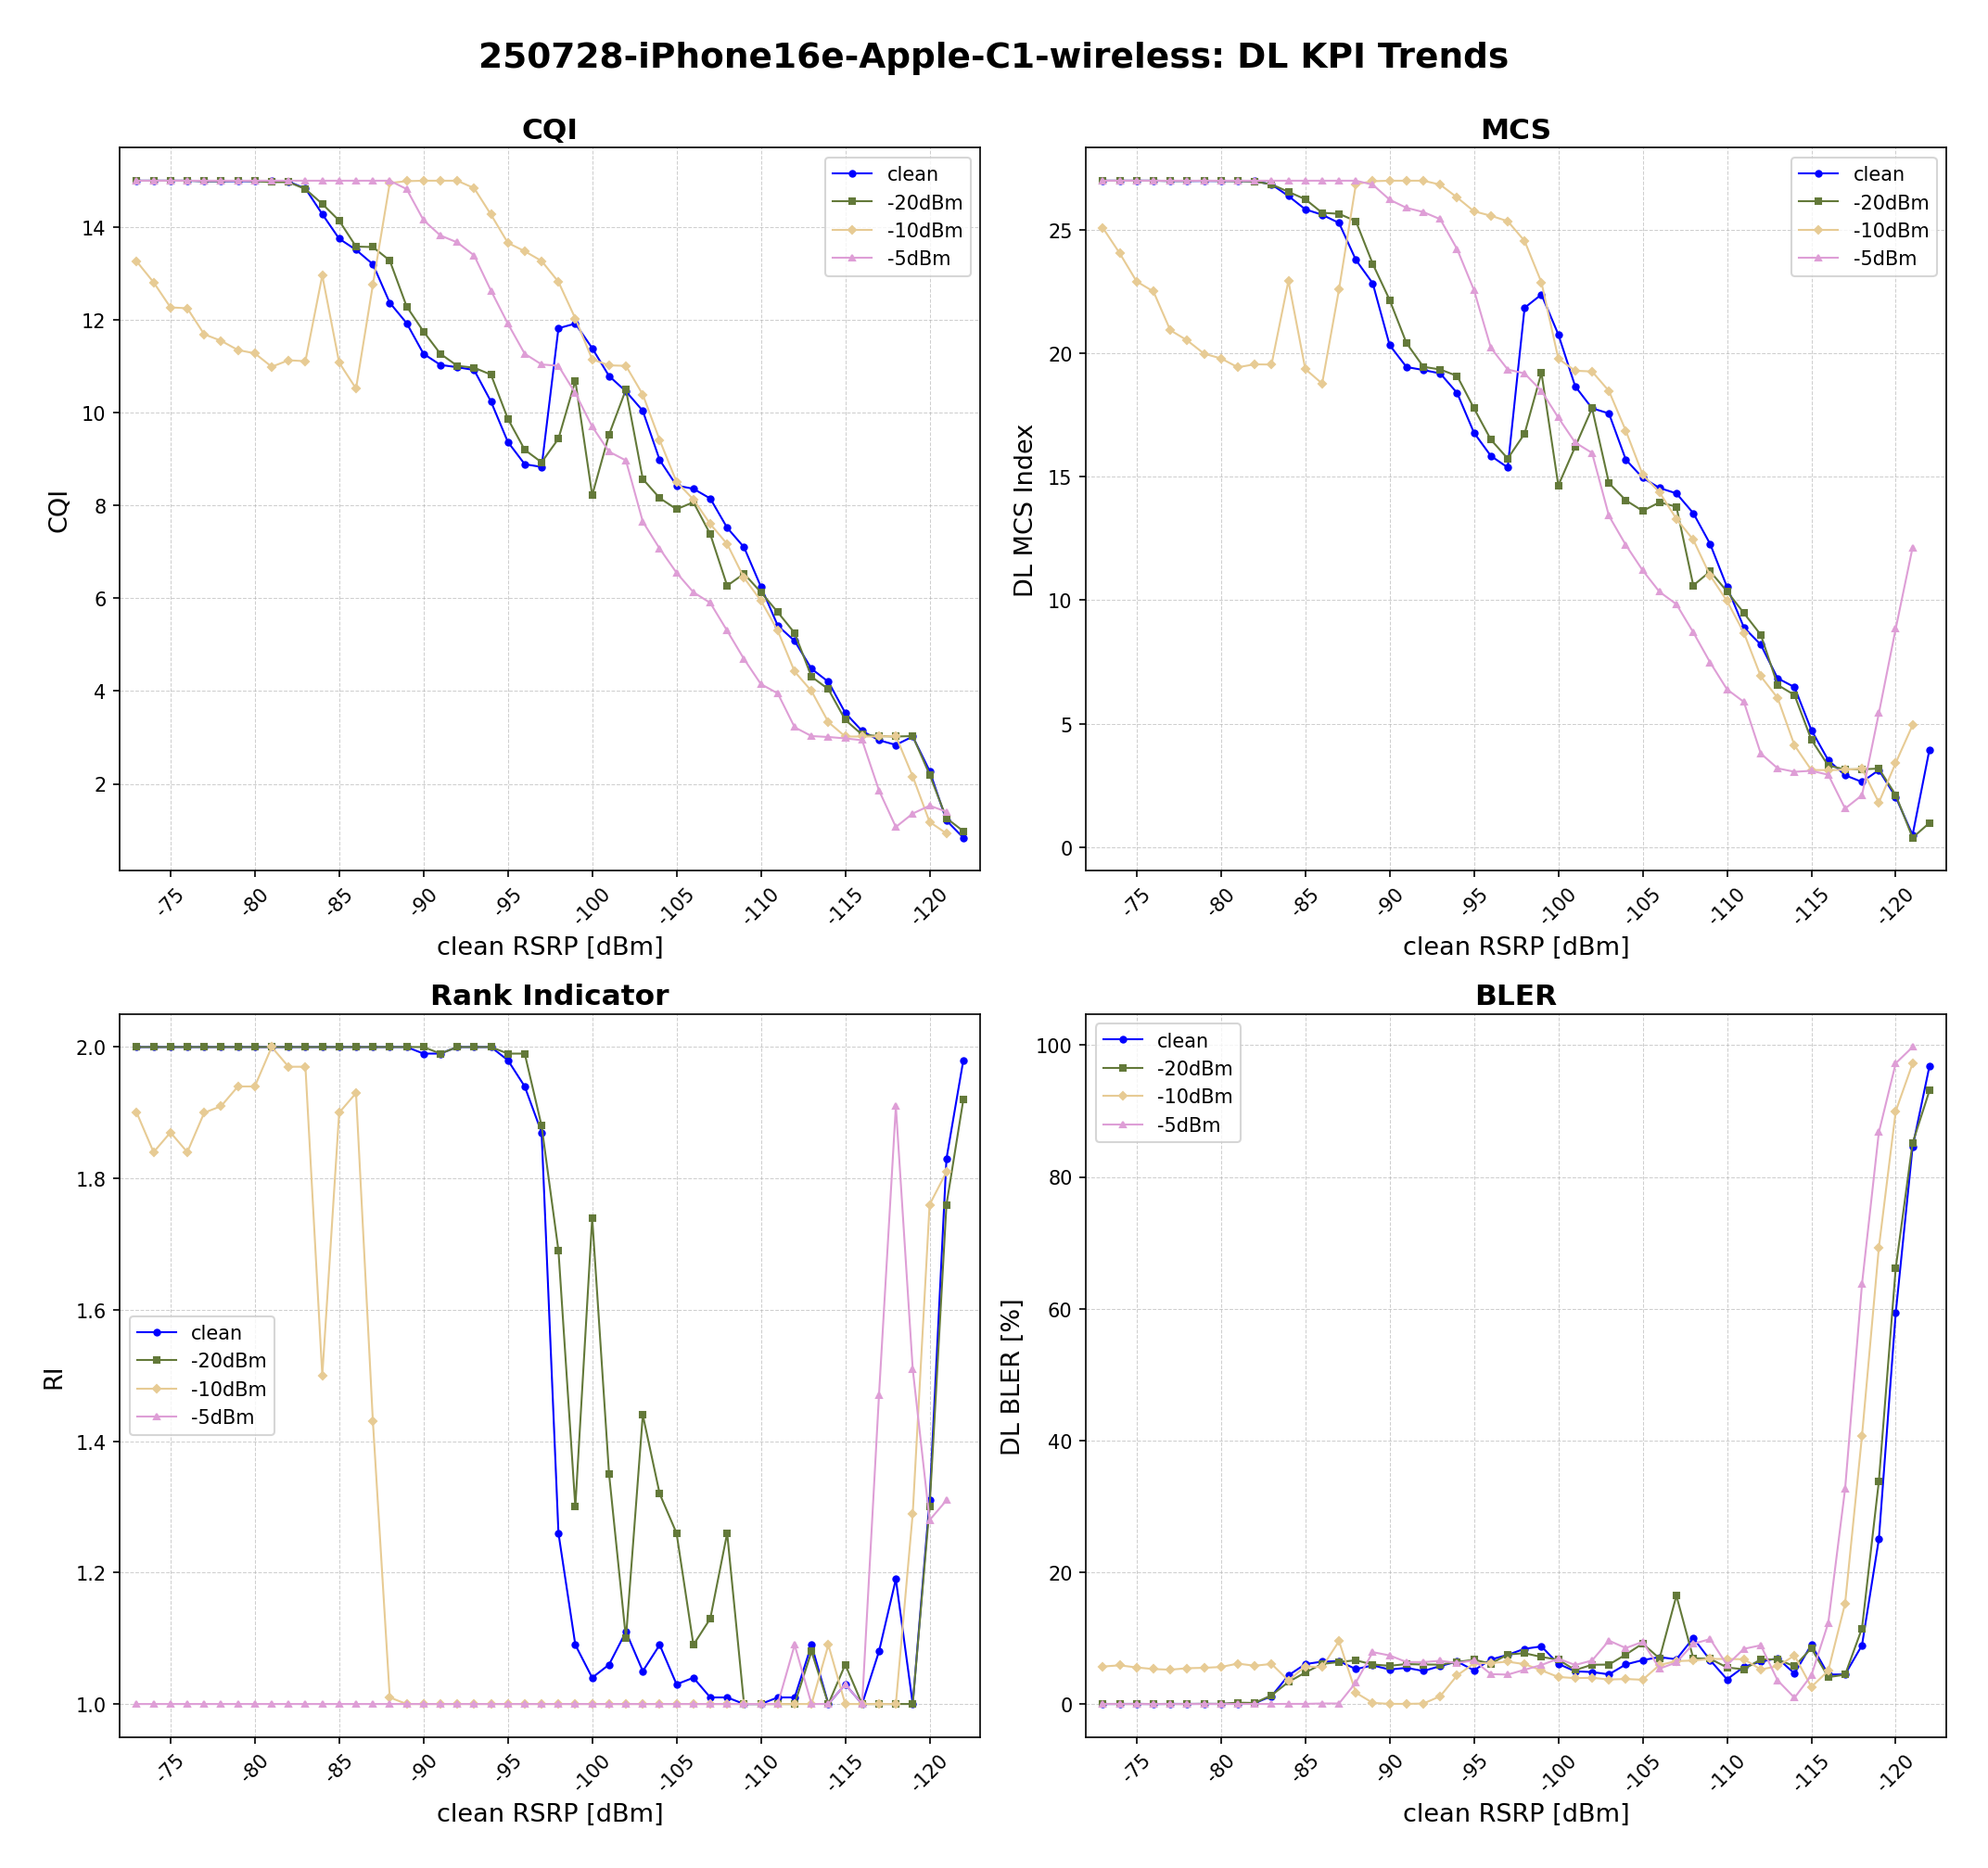 250728-iPhone16e-Apple-C1-wireless: DL KPI Trends
CQI
14
12
10
8
6
4
2
CQI
clean
-20dBm
-10dBm
-5dBm
-75
-80
-85
-90
-95
-100
-105
-110
-115
-120
clean RSRP [dBm]
MCS
25
20
15
10
5
0
DL MCS Index
clean
-20dBm
-10dBm
-5dBm
-75
-80
-85
-90
-95
-100
-105
-110
-115
-120
clean RSRP [dBm]
Rank Indicator
2.0
1.8
1.6
1.4
1.2
1.0
RI
clean
-20dBm
-10dBm
-5dBm
-75
-80
-85
-90
-95
-100
-105
-110
-115
-120
clean RSRP [dBm]
BLER
100
80
60
40
20
0
DL BLER [%]
clean
-20dBm
-10dBm
-5dBm
-75
-80
-85
-90
-95
-100
-105
-110
-115
-120
clean RSRP [dBm]